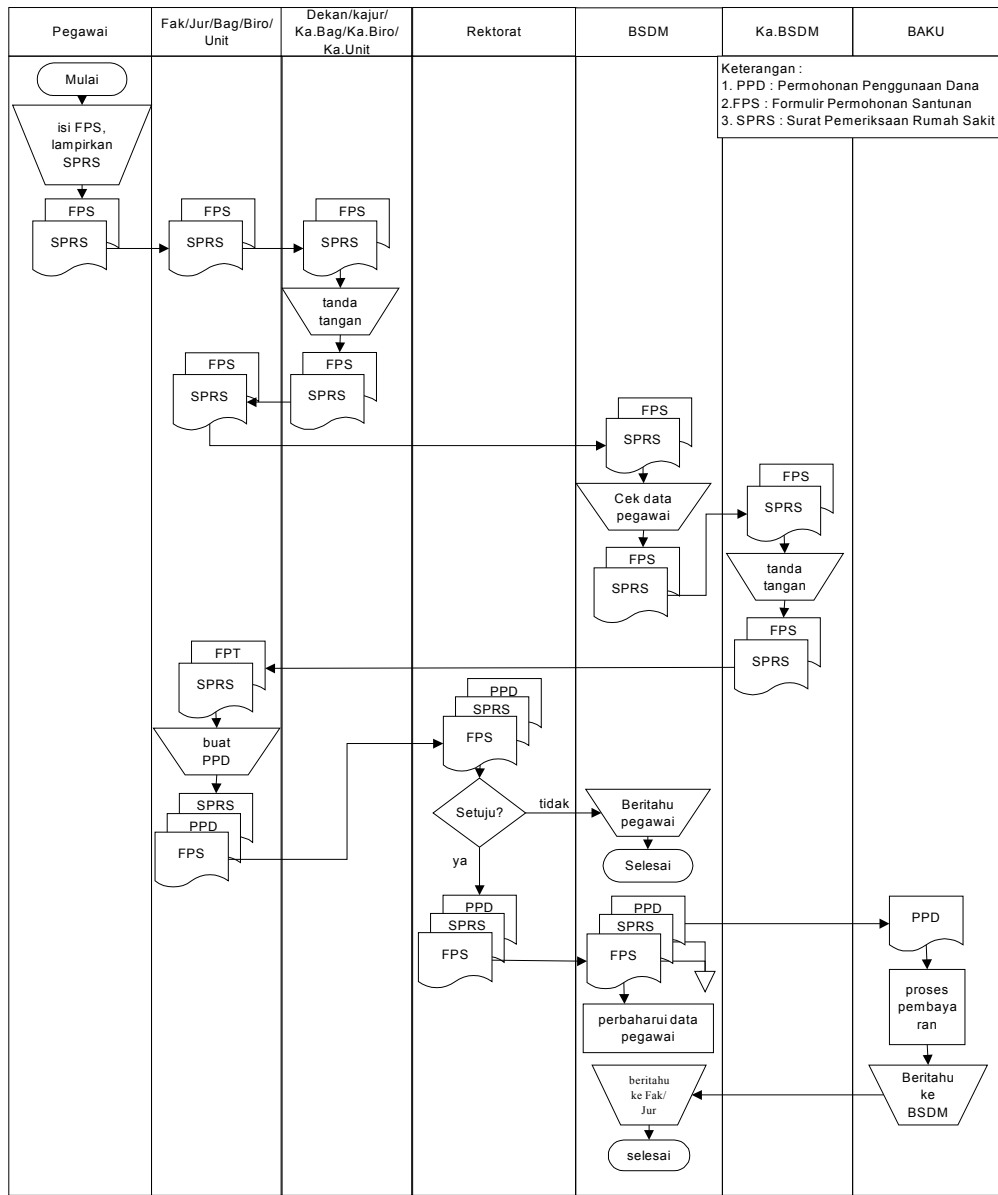 Pegawai
Fak/Jur/Bag/Biro/
Unit
Dekan/kajur/
Ka.Bag/Ka.Biro/
Ka.Unit
Rektorat
BSDM
Ka.BSDM
BAKU
Keterangan :
1. PPD : Permohonan Penggunaan Dana
2.FPS : Formulir Permohonan Santunan
3. SPRS : Surat Pemeriksaan Rumah Sakit
Mulai
isi FPS,
lampirkan
SPRS
FPS
SPRS
FPS
SPRS
FPS
SPRS
tanda
tangan
FPS
SPRS
FPS
SPRS
FPS
SPRS
Cek data
pegawai
FPS
SPRS
FPS
SPRS
tanda
tangan
FPS
SPRS
FPT
SPRS
buat
PPD
SPRS
PPD
FPS
PPD
SPRS
FPS
Setuju?
tidak
ya
Beritahu
pegawai
Selesai
PPD
SPRS
FPS
PPD
SPRS
FPS
PPD
perbaharui data
pegawai
proses
pembaya
ran
Beritahu
ke
BSDM
beritahu
ke Fak/
Jur
selesai